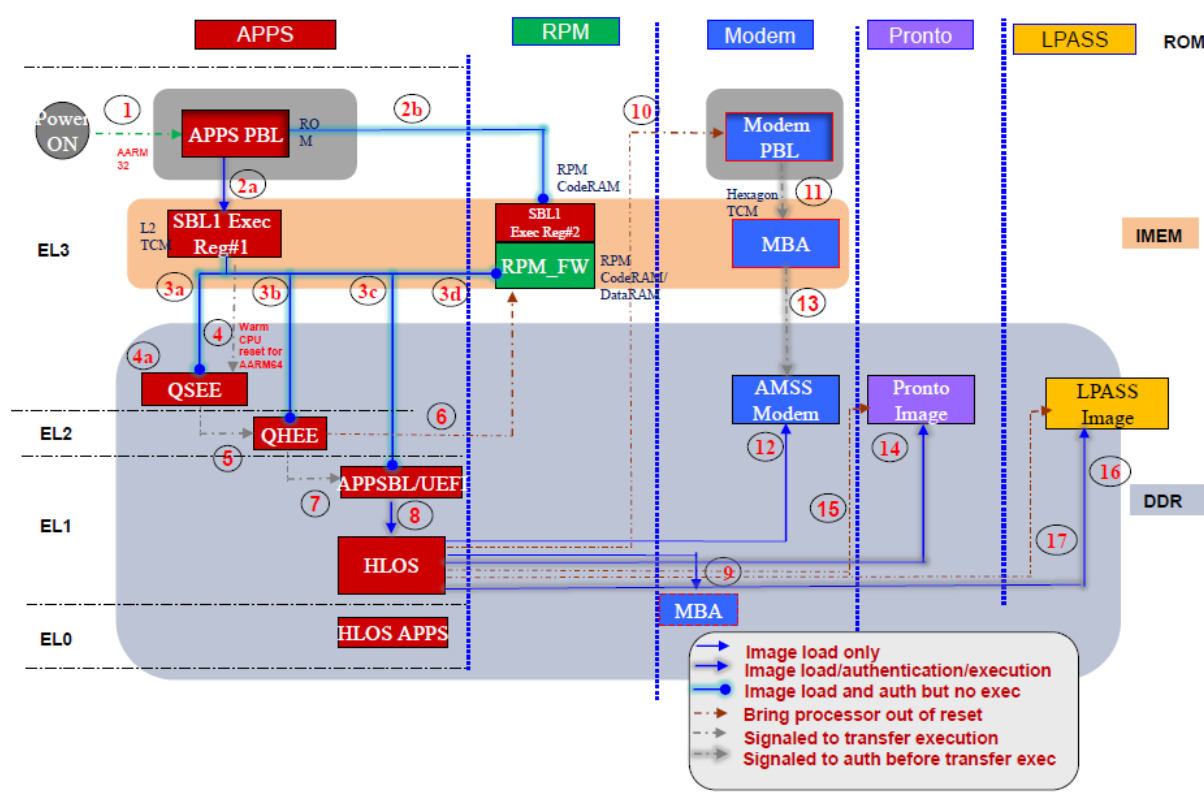 APPS
RPM
Modem
Pronto
LPASS
ROM
Power
ON
1
AARM
32
APPS PBL
RO
M
2b
10
Modem
PBL
2a
RPM
CodeRAM
Hexagon
TCM
11
EL3
L2
TCM
SBL1 Exec
Reg#1
SBL1
Exec Reg#2
RPM_FW
RPM
CodeRAM/
DataRAM
MBA
IMEM
3a
3b
3c
3d
13
4
Warm
CPU
reset for
AARM64
4a
QSEE
AMSS
Modem
Pronto
Image
LPASS
Image
EL2
5
QHEE
6
12
14
16
APPSBL/UEFI
7
8
15
DDR
EL1
HLOS
9
17
MBA
EL0
HLOS APPS
Image load only
Image load/authentication/execution
Image load and auth but no exec
Bring processor out of reset
Signaled to transfer execution
Signaled to auth before transfer exec